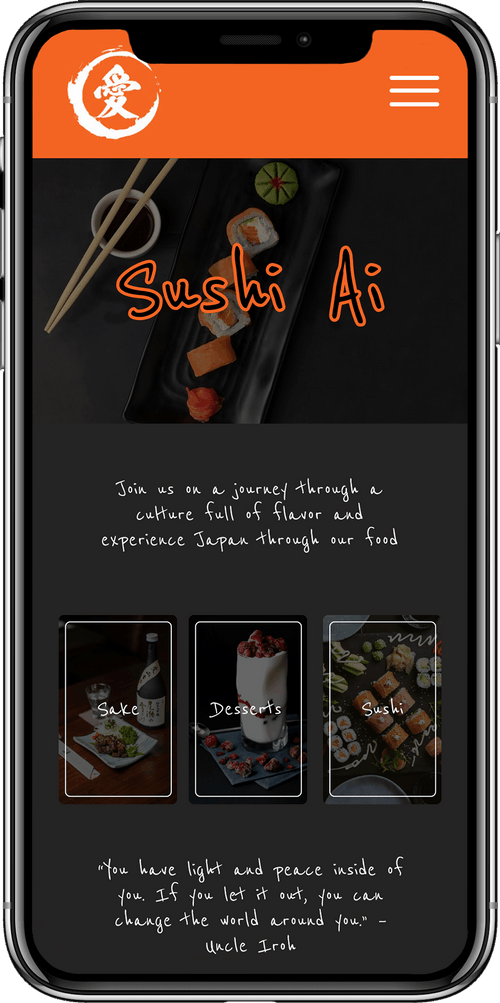 愛
Sushi Ai
Join us on a journey through a
culture full of flavor and
experience Japan through our food
Sake
Desserts
Sushi
"You have light and peace inside of
you. If you let it out, you can
change the world around you." -
Uncle Iroh